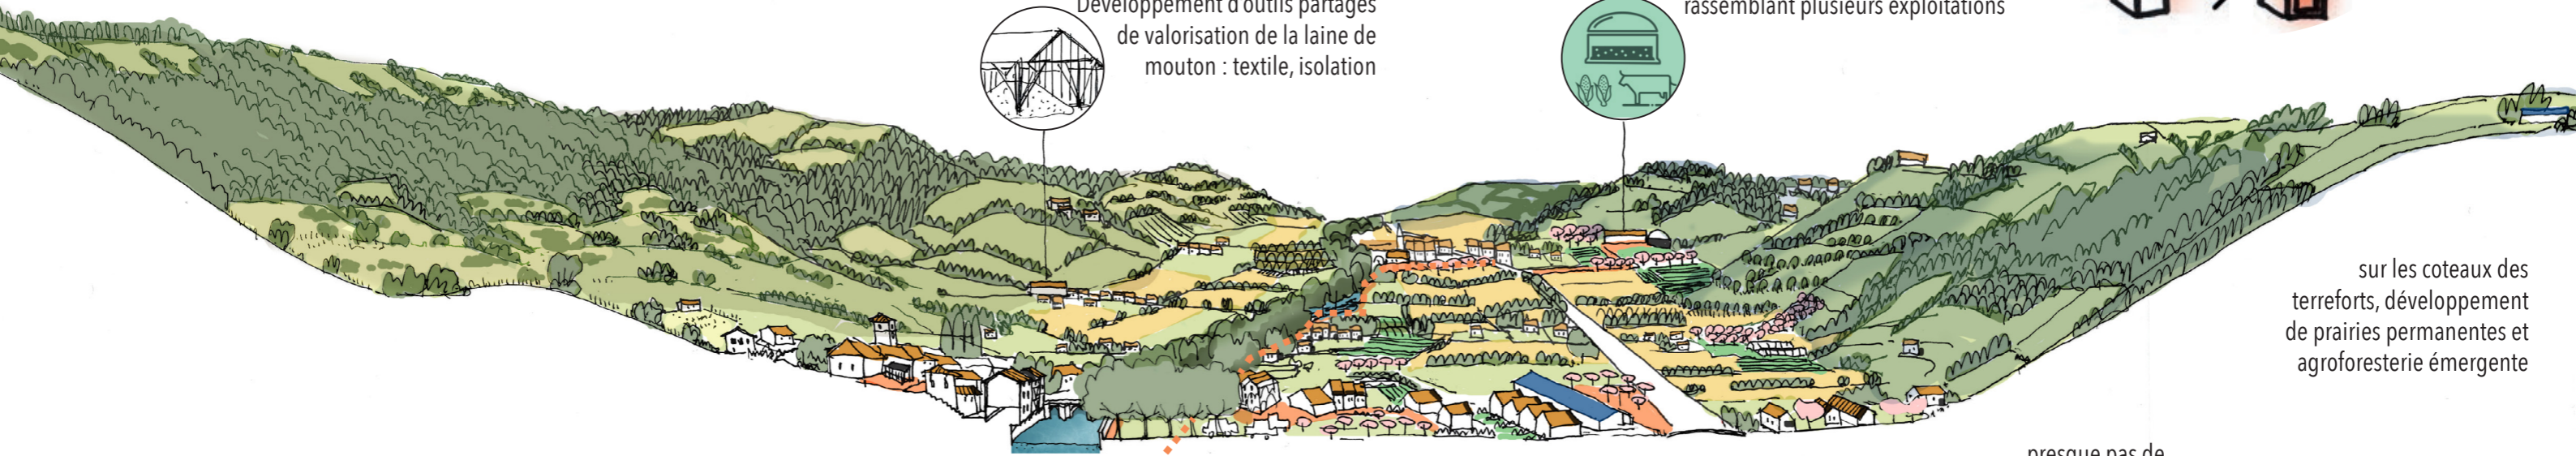 Développement d'outils partagés
de valorisation de la laine de
mouton : textile, isolation
rassemblant plusieurs exploitations
sur les coteaux des
terreforts, développement
de prairies permanentes et
agroforesterie émergente
presque pas de